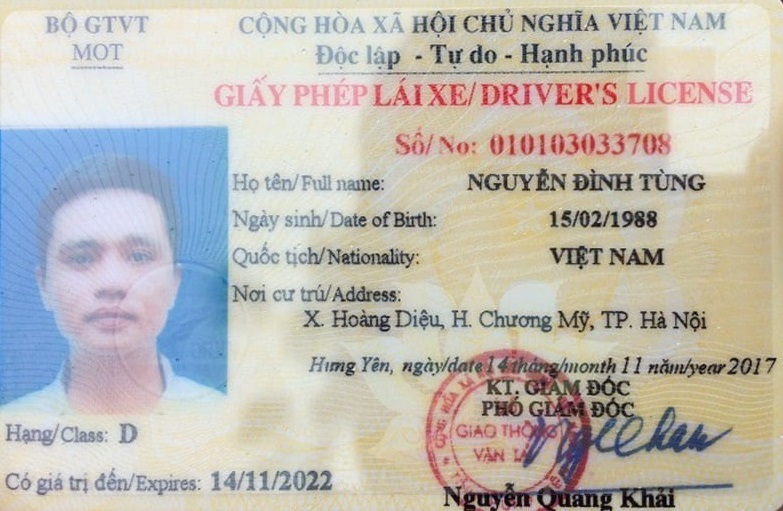 BỘ GTVT
MOT
CỘNG HÒA XÃ HỘI CHỦ NGHĨA VIỆT NAM
Độc lập - Tự do - Hạnh phúc
GIẤY PHÉP LÁI XE/ DRIVER'S LICENSE
Số/ No: 010103033708
Họ tên/ Full name: NGUYỄN ĐÌNH TÙNG
Ngày sinh/ Date of Birth: 15/02/1988
Quốc tịch/ Nationality: VIỆT NAM
Nơi cư trú/ Address:
X. Hoàng Diệu, H. Chương Mỹ, TP. Hà Nội
Hưng Yên, ngày/date 14 tháng/month 11 năm/year 2017
KT. GIÁM ĐỐC
PHÓ GIÁM ĐỐC
GIAO THÔNG
VẬN TẢI
Hạng/ Class: D
Có giá trị đến/ Expires: 14/11/2022
Nguyễn Quang Khải